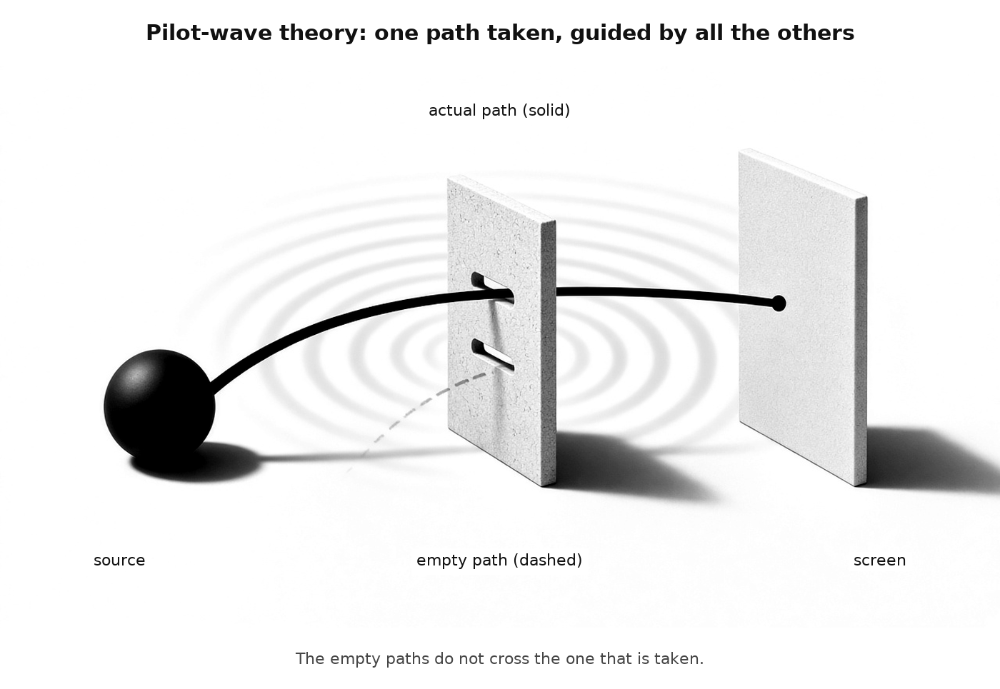 Pilot-wave theory: one path taken, guided by all the others
actual path (solid)
source
empty path (dashed)
screen
The empty paths do not cross the one that is taken.